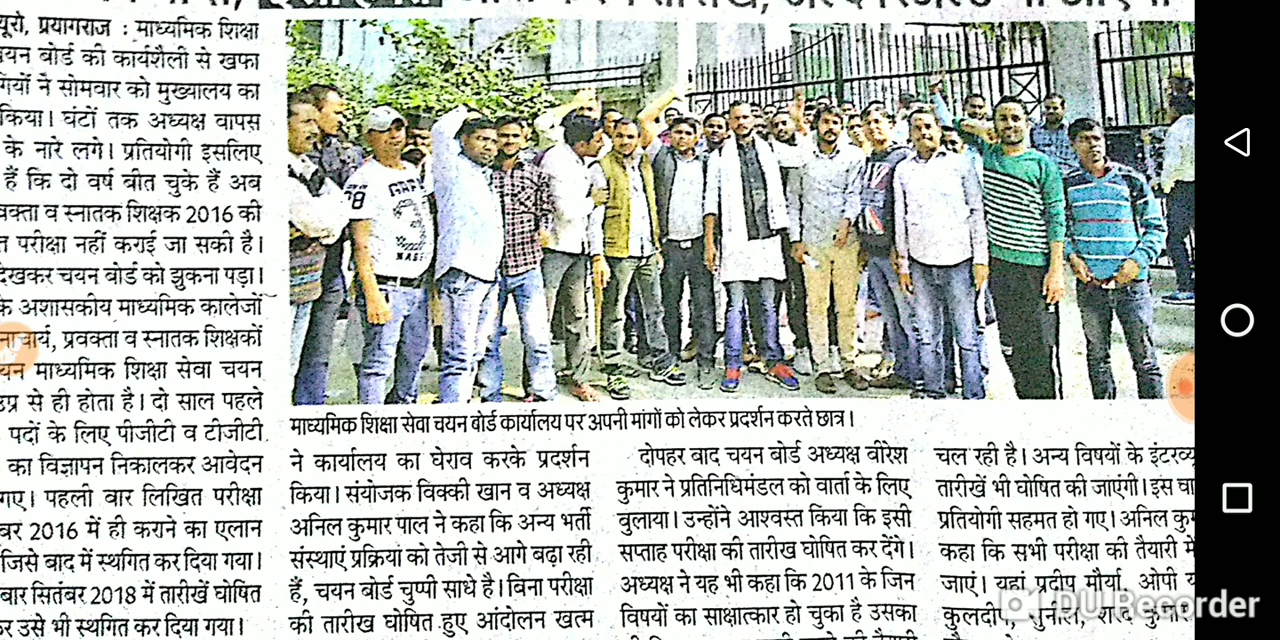 यूरो, प्रयागराज : माध्यमिक शिक्षा
चयन बोर्ड की कार्यशैली से खफा
गियों ने सोमवार को मुख्यालय का
किया। घंटों तक अध्यक्ष वापस
के नारे लगे। प्रतियोगी इसलिए
हैं कि दो वर्ष बीत चुके हैं अब
वक्ता व स्नातक शिक्षक 2016 की
त परीक्षा नहीं कराई जा सकी है।
देखकर चयन बोर्ड को झुकना पड़ा।
के अशासकीय माध्यमिक कालेजों
नाचार्य, प्रवक्ता व स्नातक शिक्षकों
यन माध्यमिक शिक्षा सेवा चयन
उप्र से ही होता है। दो साल पहले
पदों के लिए पीजीटी व टीजीटी
का विज्ञापन निकालकर आवेदन
गए। पहली बार लिखित परीक्षा
बर 2016 में ही कराने का एलान
जिसे बाद में स्थगित कर दिया गया।
बार सितंबर 2018 में तारीखें घोषित
र उसे भी स्थगित कर दिया गया।
माध्यमिक शिक्षा सेवा चयन बोर्ड कार्यालय पर अपनी मांगों को लेकर प्रदर्शन करते छात्र।
ने कार्यालय का घेराव करके प्रदर्शन
किया। संयोजक विक्की खान व अध्यक्ष
अनिल कुमार पाल ने कहा कि अन्य भर्ती
संस्थाएं प्रक्रिया को तेजी से आगे बढ़ा रही
हैं, चयन बोर्ड चुप्पी साधे है। बिना परीक्षा
की तारीख घोषित हुए आंदोलन खत्म
दोपहर बाद चयन बोर्ड अध्यक्ष वीरेश
कुमार ने प्रतिनिधिमंडल को वार्ता के लिए
बुलाया। उन्होंने आश्वस्त किया कि इसी
सप्ताह परीक्षा की तारीख घोषित कर देंगे।
अध्यक्ष ने यह भी कहा कि 2011 के जिन
विषयों का साक्षात्कार हो चुका है उसका
चल रही है। अन्य विषयों के इंटरव्यू
तारीखें भी घोषित की जाएंगी। इस वा
प्रतियोगी सहमत हो गए। अनिल कुम
कहा कि सभी परीक्षा की तैयारी में
जाएं। यहां प्रदीप मौर्या, ओपी य
कुलदीप, सुनील, शरद कुमार
DU Recorder